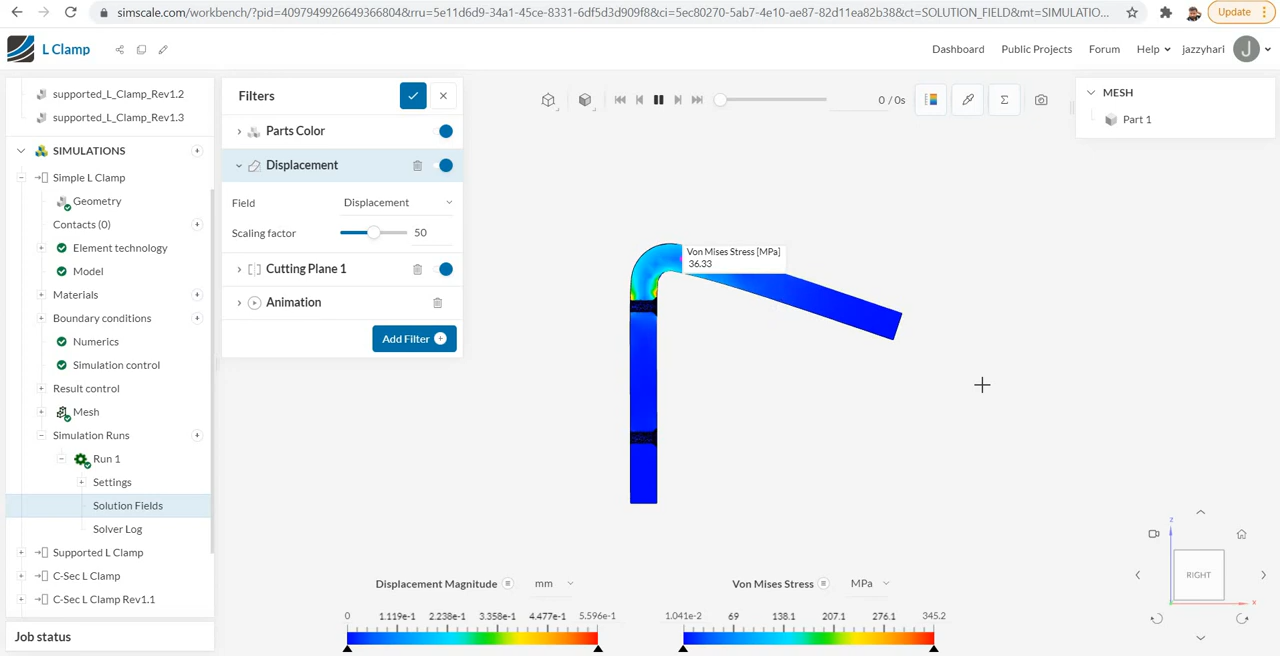 simscale.com/workbench/?pid=4097949926649366804&rru=5e11d6d9-34a1-45ce-8331-6df5d3d909f8&ci=5ec80270-5ab7-4e10-ae87-82d11ea82b38&ct=SOLUTION_FIELD&mt=SIMULATIO...
Update
L Clamp
Dashboard
Public Projects
Forum
Help
jazzyhari
J
supported_L_Clamp_Rev1.2
supported_L_Clamp_Rev1.3
SIMULATIONS
Simple L Clamp
Geometry
Contacts (0)
Element technology
Model
Materials
Boundary conditions
Numerics
Simulation control
Result control
Mesh
Simulation Runs
Run 1
Settings
Solution Fields
Solver Log
Supported L Clamp
C-Sec L Clamp
C-Sec L Clamp Rev1.1
Job status
Filters
Parts Color
Displacement
Field Displacement
Scaling factor 50
Cutting Plane 1
Animation
Add Filter
0 / 0s
Σ
MESH
Part 1
Von Mises Stress [MPa]
36.33
Displacement Magnitude mm
0 1.119e-1 2.238e-1 3.358e-1 4.477e-1 5.596e-1
Von Mises Stress MPa
1.041e-2 69 138.1 207.1 276.1 345.2
z
RIGHT
x